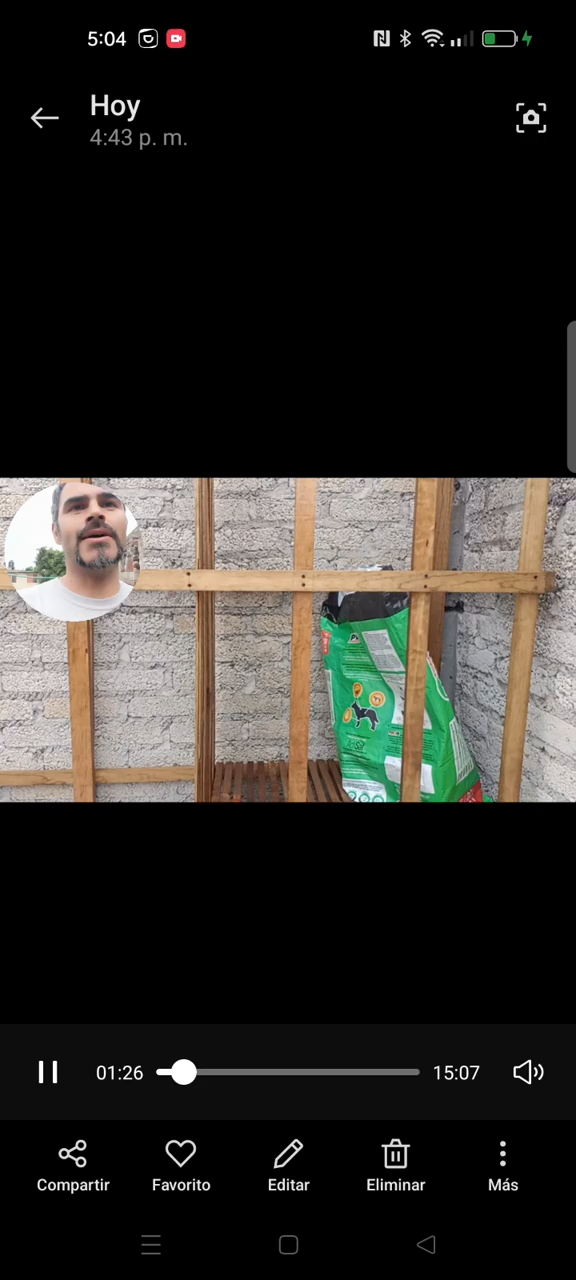 5:04
Hoy
4:43 p. m.
01:26
15:07
Compartir
Favorito
Editar
Eliminar
Más